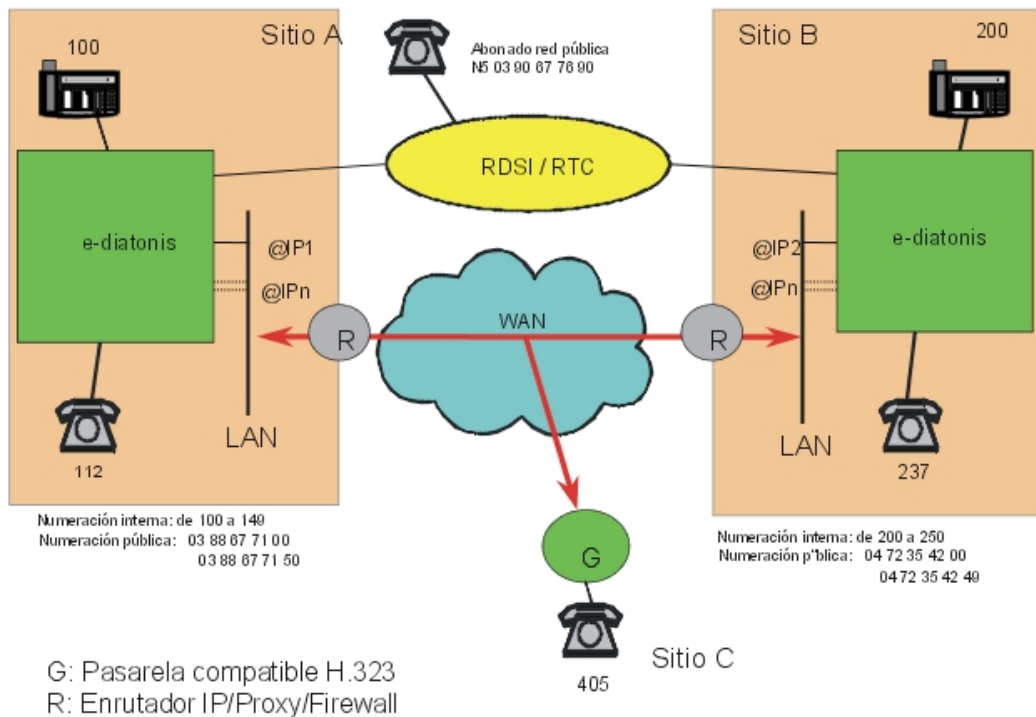 100
Sitio A
Abonado red pública
N5 03 90 67 76 90
Sitio B
200
RDSI / RTC
e-diatonis
@IP1
@IPn
e-diatonis
@IP2
@IPn
WAN
R
R
LAN
112
LAN
237
Numeración interna: de 100 a 149
Numeración pública: 03 88 67 71 00
03 88 67 71 50
Numeración interna: de 200 a 250
Numeración p"blica: 04 72 35 42 00
04 72 35 42 49
G
Sitio C
405
G: Pasarela compatible H.323
R: Enrutador IP/Proxy/Firewall